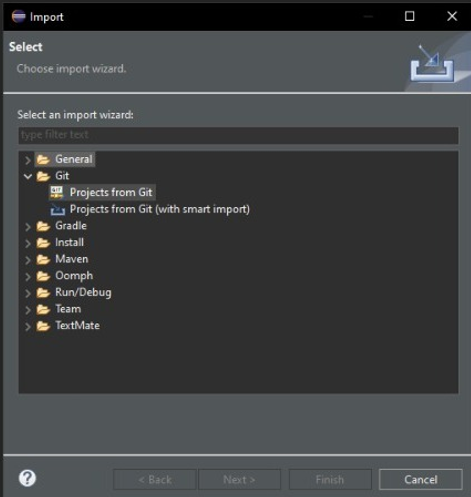 Import
Select
Choose import wizard.
Select an import wizard:
type filter text
General
Git
GIT
Projects from Git
Projects from Git (with smart import)
Gradle
Install
Maven
Oomph
Run/Debug
Team
TextMate
?
< Back
Next >
Finish
Cancel